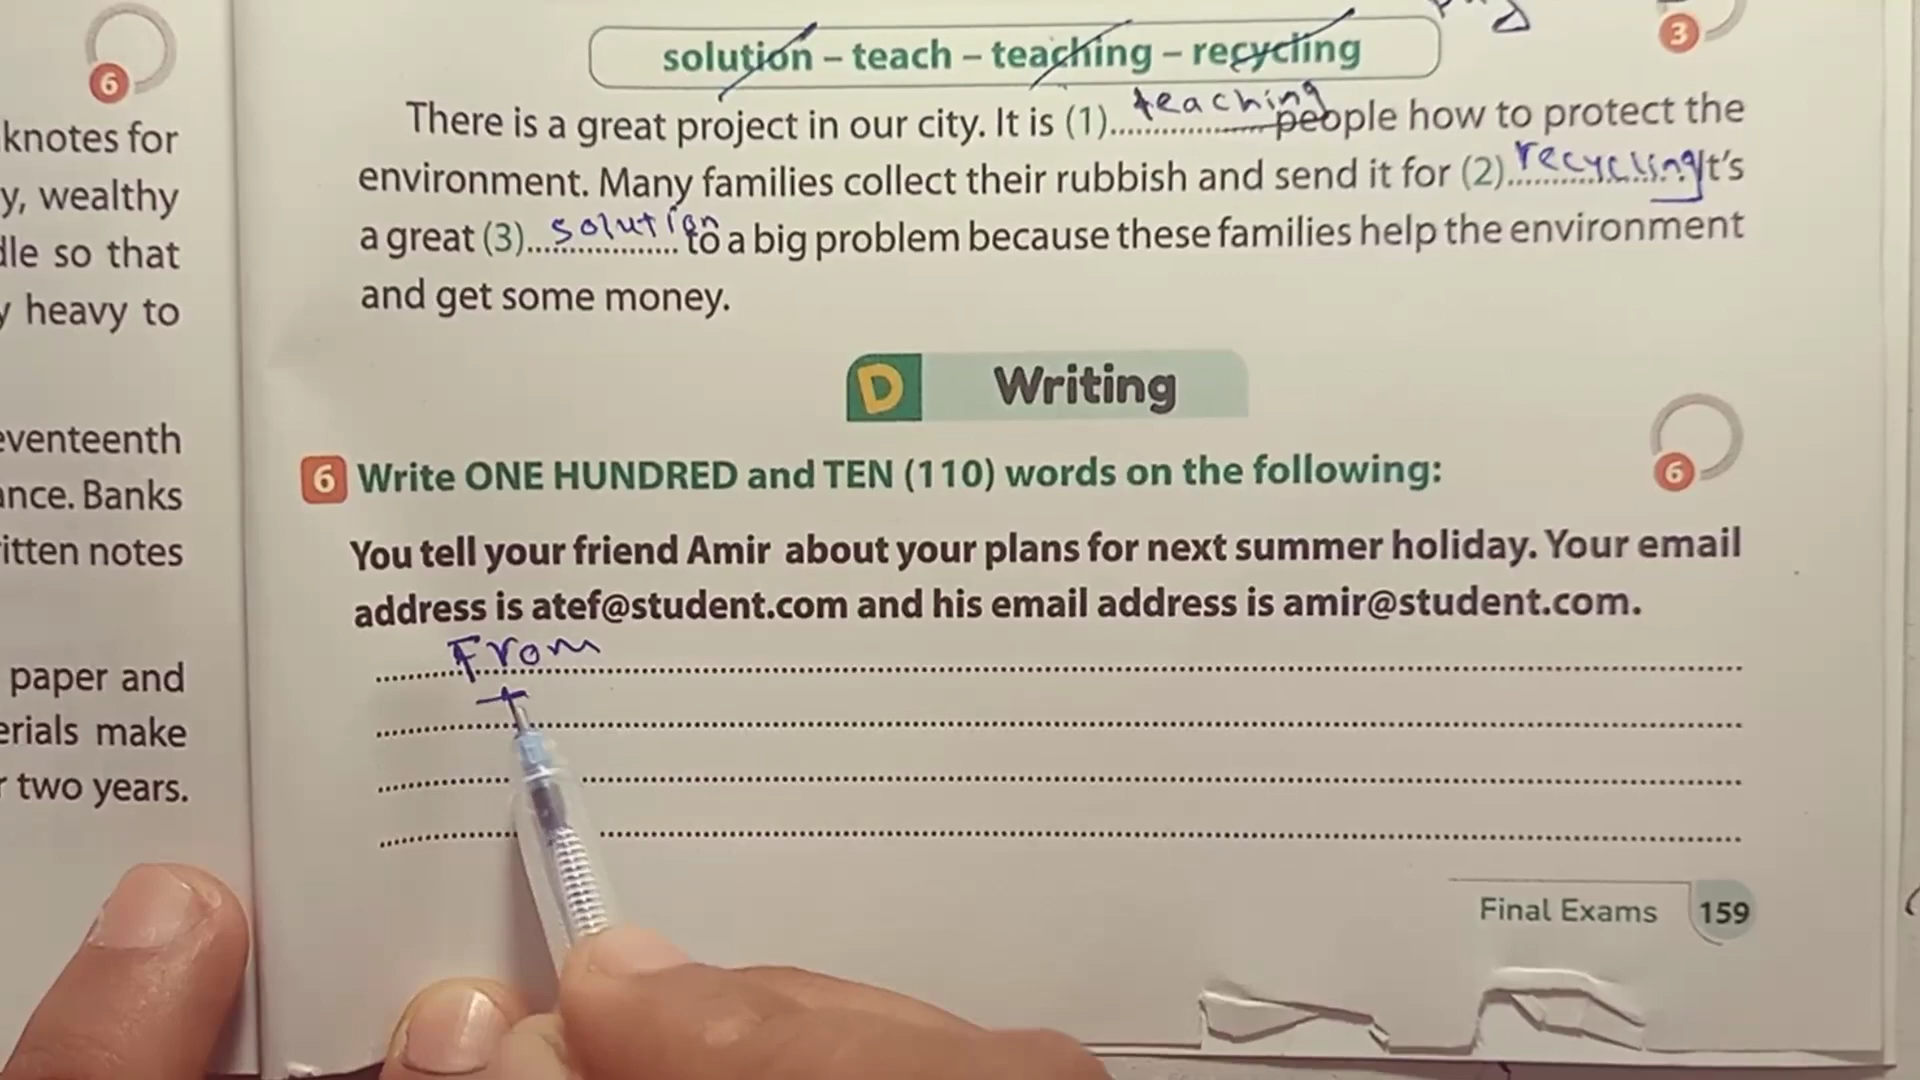 3
6
solution – teach – teaching – recycling
There is a great project in our city. It is (1) teaching people how to protect the
environment. Many families collect their rubbish and send it for (2) recycling It's
a great (3) solution to a big problem because these families help the environment
and get some money.
knotes for
y, wealthy
dle so that
y heavy to
eventeenth
ance. Banks
itten notes
paper and
erials make
r two years.
D Writing
6
6 Write ONE HUNDRED and TEN (110) words on the following:
You tell your friend Amir about your plans for next summer holiday. Your email
address is atef@student.com and his email address is amir@student.com.
From
Final Exams 159